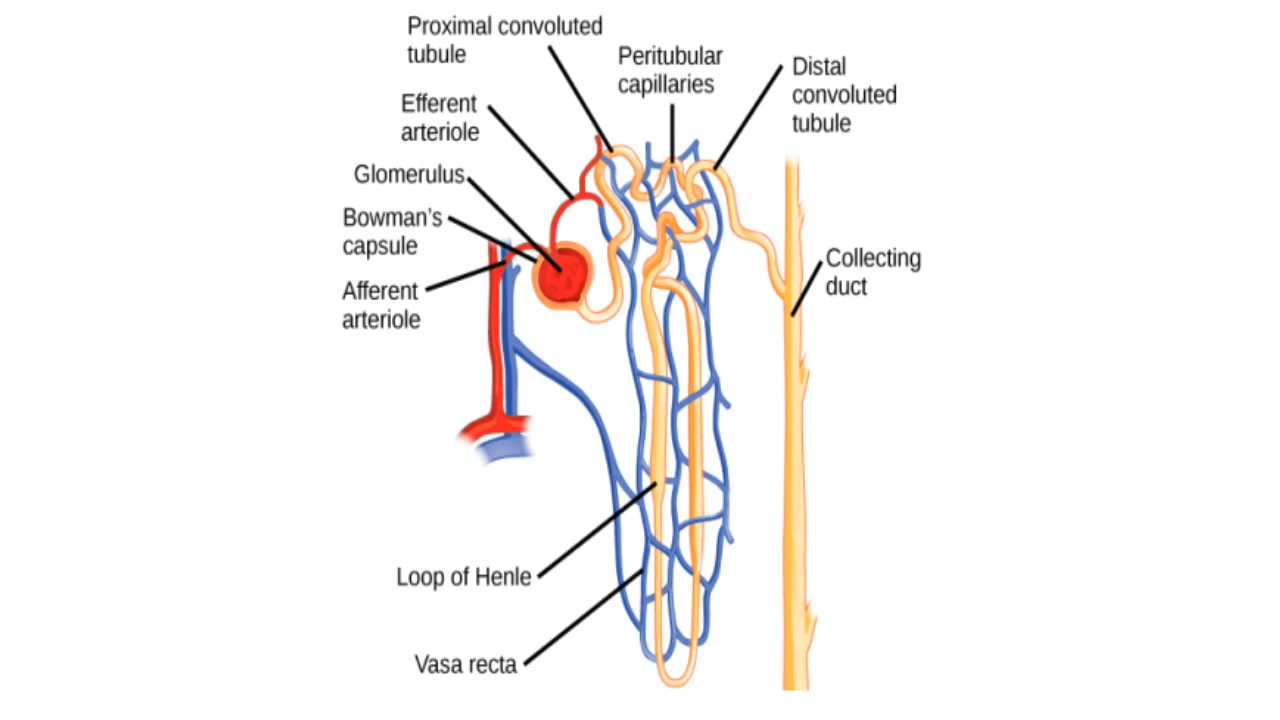 Proximal convoluted
tubule
Peritubular
capillaries
Distal
convoluted
tubule
Efferent
arteriole
Glomerulus
Bowman's
capsule
Afferent
arteriole
Collecting
duct
Loop of Henle
Vasa recta